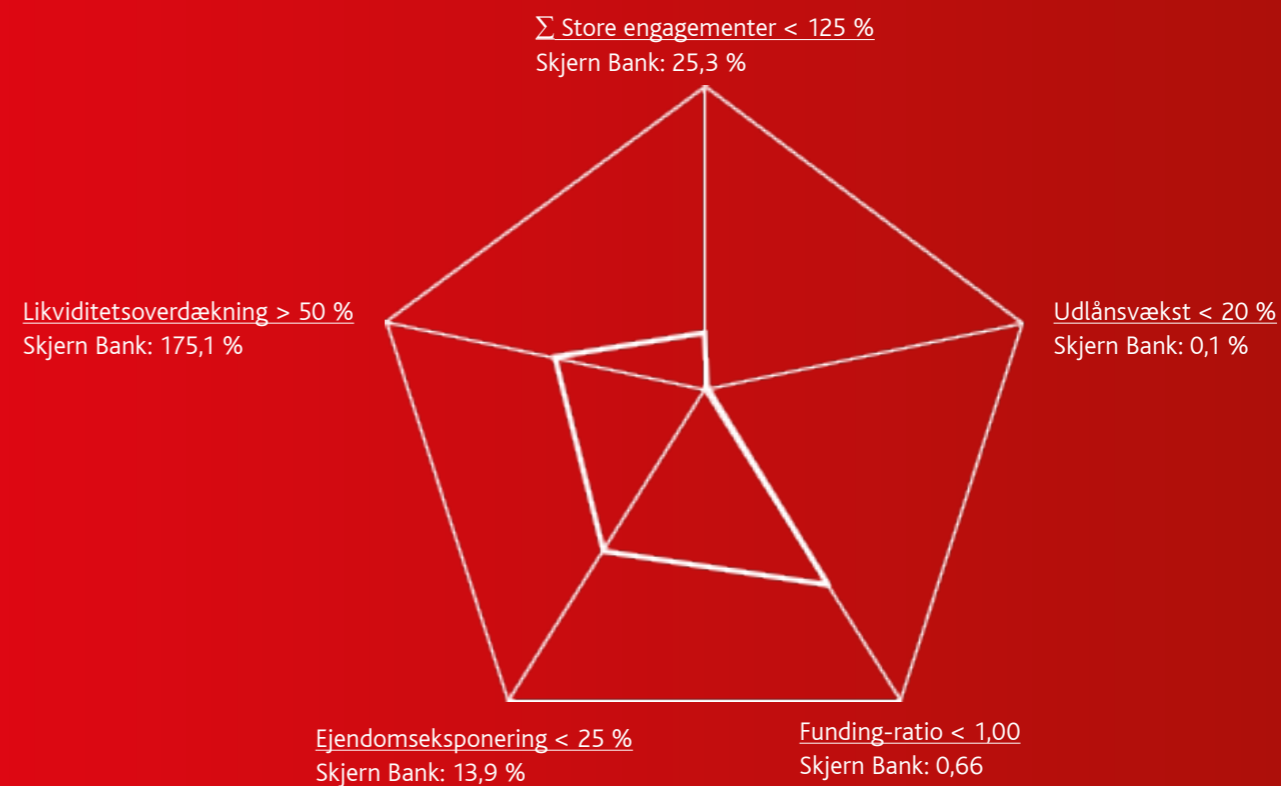 ∑ Store engagementer < 125 %
Skjern Bank: 25,3 %
Likviditetsoverdækning > 50 %
Skjern Bank: 175,1 %
Udlånsvækst < 20 %
Skjern Bank: 0,1 %
Ejendomseksponering < 25 %
Skjern Bank: 13,9 %
Funding-ratio < 1,00
Skjern Bank: 0,66